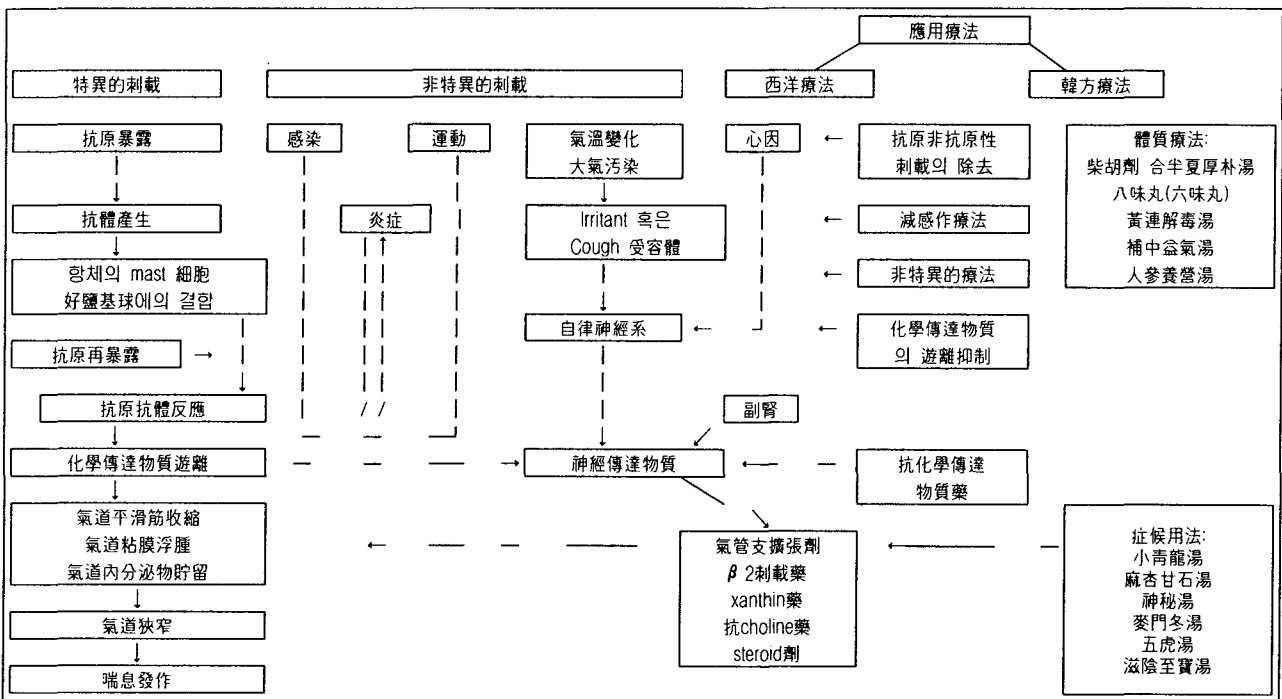 應用療法
特異的刺載
非特異的刺載
西洋療法
韓方療法
抗原暴露
感染
運動
氣溫變化
大氣汚染
心因
抗原非抗原性
刺載의 除去
體質療法:
柴胡劑 合半夏厚朴湯
八味丸(六味丸)
黃連解毒湯
補中益氣湯
人參養營湯
抗體產生
炎症
Irritant 혹은
Cough 受容體
減感作療法
항체의 mast 細胞
好鹽基球에의 결합
非特異的療法
自律神經系
化學傳達物質
의 遊離抑制
抗原再暴露
抗原抗體反應
副腎
化學傳達物質遊離
神經傳達物質
抗化學傳達
物質藥
氣道平滑筋收縮
氣道粘膜浮腫
氣道內分泌物貯留
氣管支擴張劑
β 2刺載藥
xanthin藥
抗choline藥
steroid劑
症候用法:
小靑龍湯
麻杏甘石湯
神秘湯
麥門冬湯
五虎湯
滋陰至寶湯
氣道狹窄
喘息發作